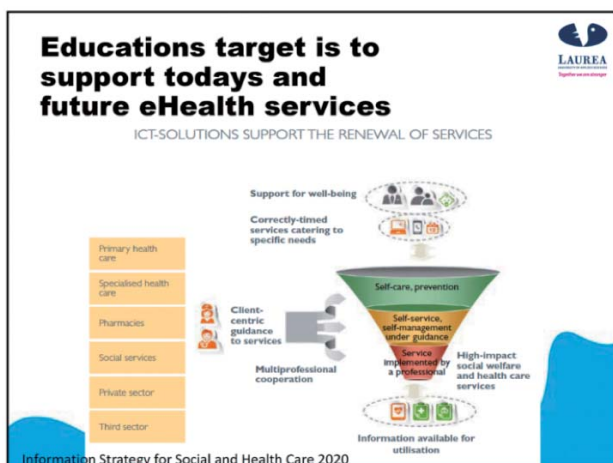 Educations target is to
support todays and
future eHealth services
LAUREA
Together we are stronger
ICT-SOLUTIONS SUPPORT THE RENEWAL OF SERVICES
Support for well-being
Correctly-timed
services catering to
specific needs
Primary health
care
Specialised health
care
Pharmacies
Social services
Private sector
Third sector
Client-
centric
guidance
to services
Multiprofessional
cooperation
Self-care, prevention
Self-service,
self-management
under guidance
Service
implemented by
a professional
High-impact
social welfare
and health care
services
Information available for
utilisation
Information Strategy for Social and Health Care 2020